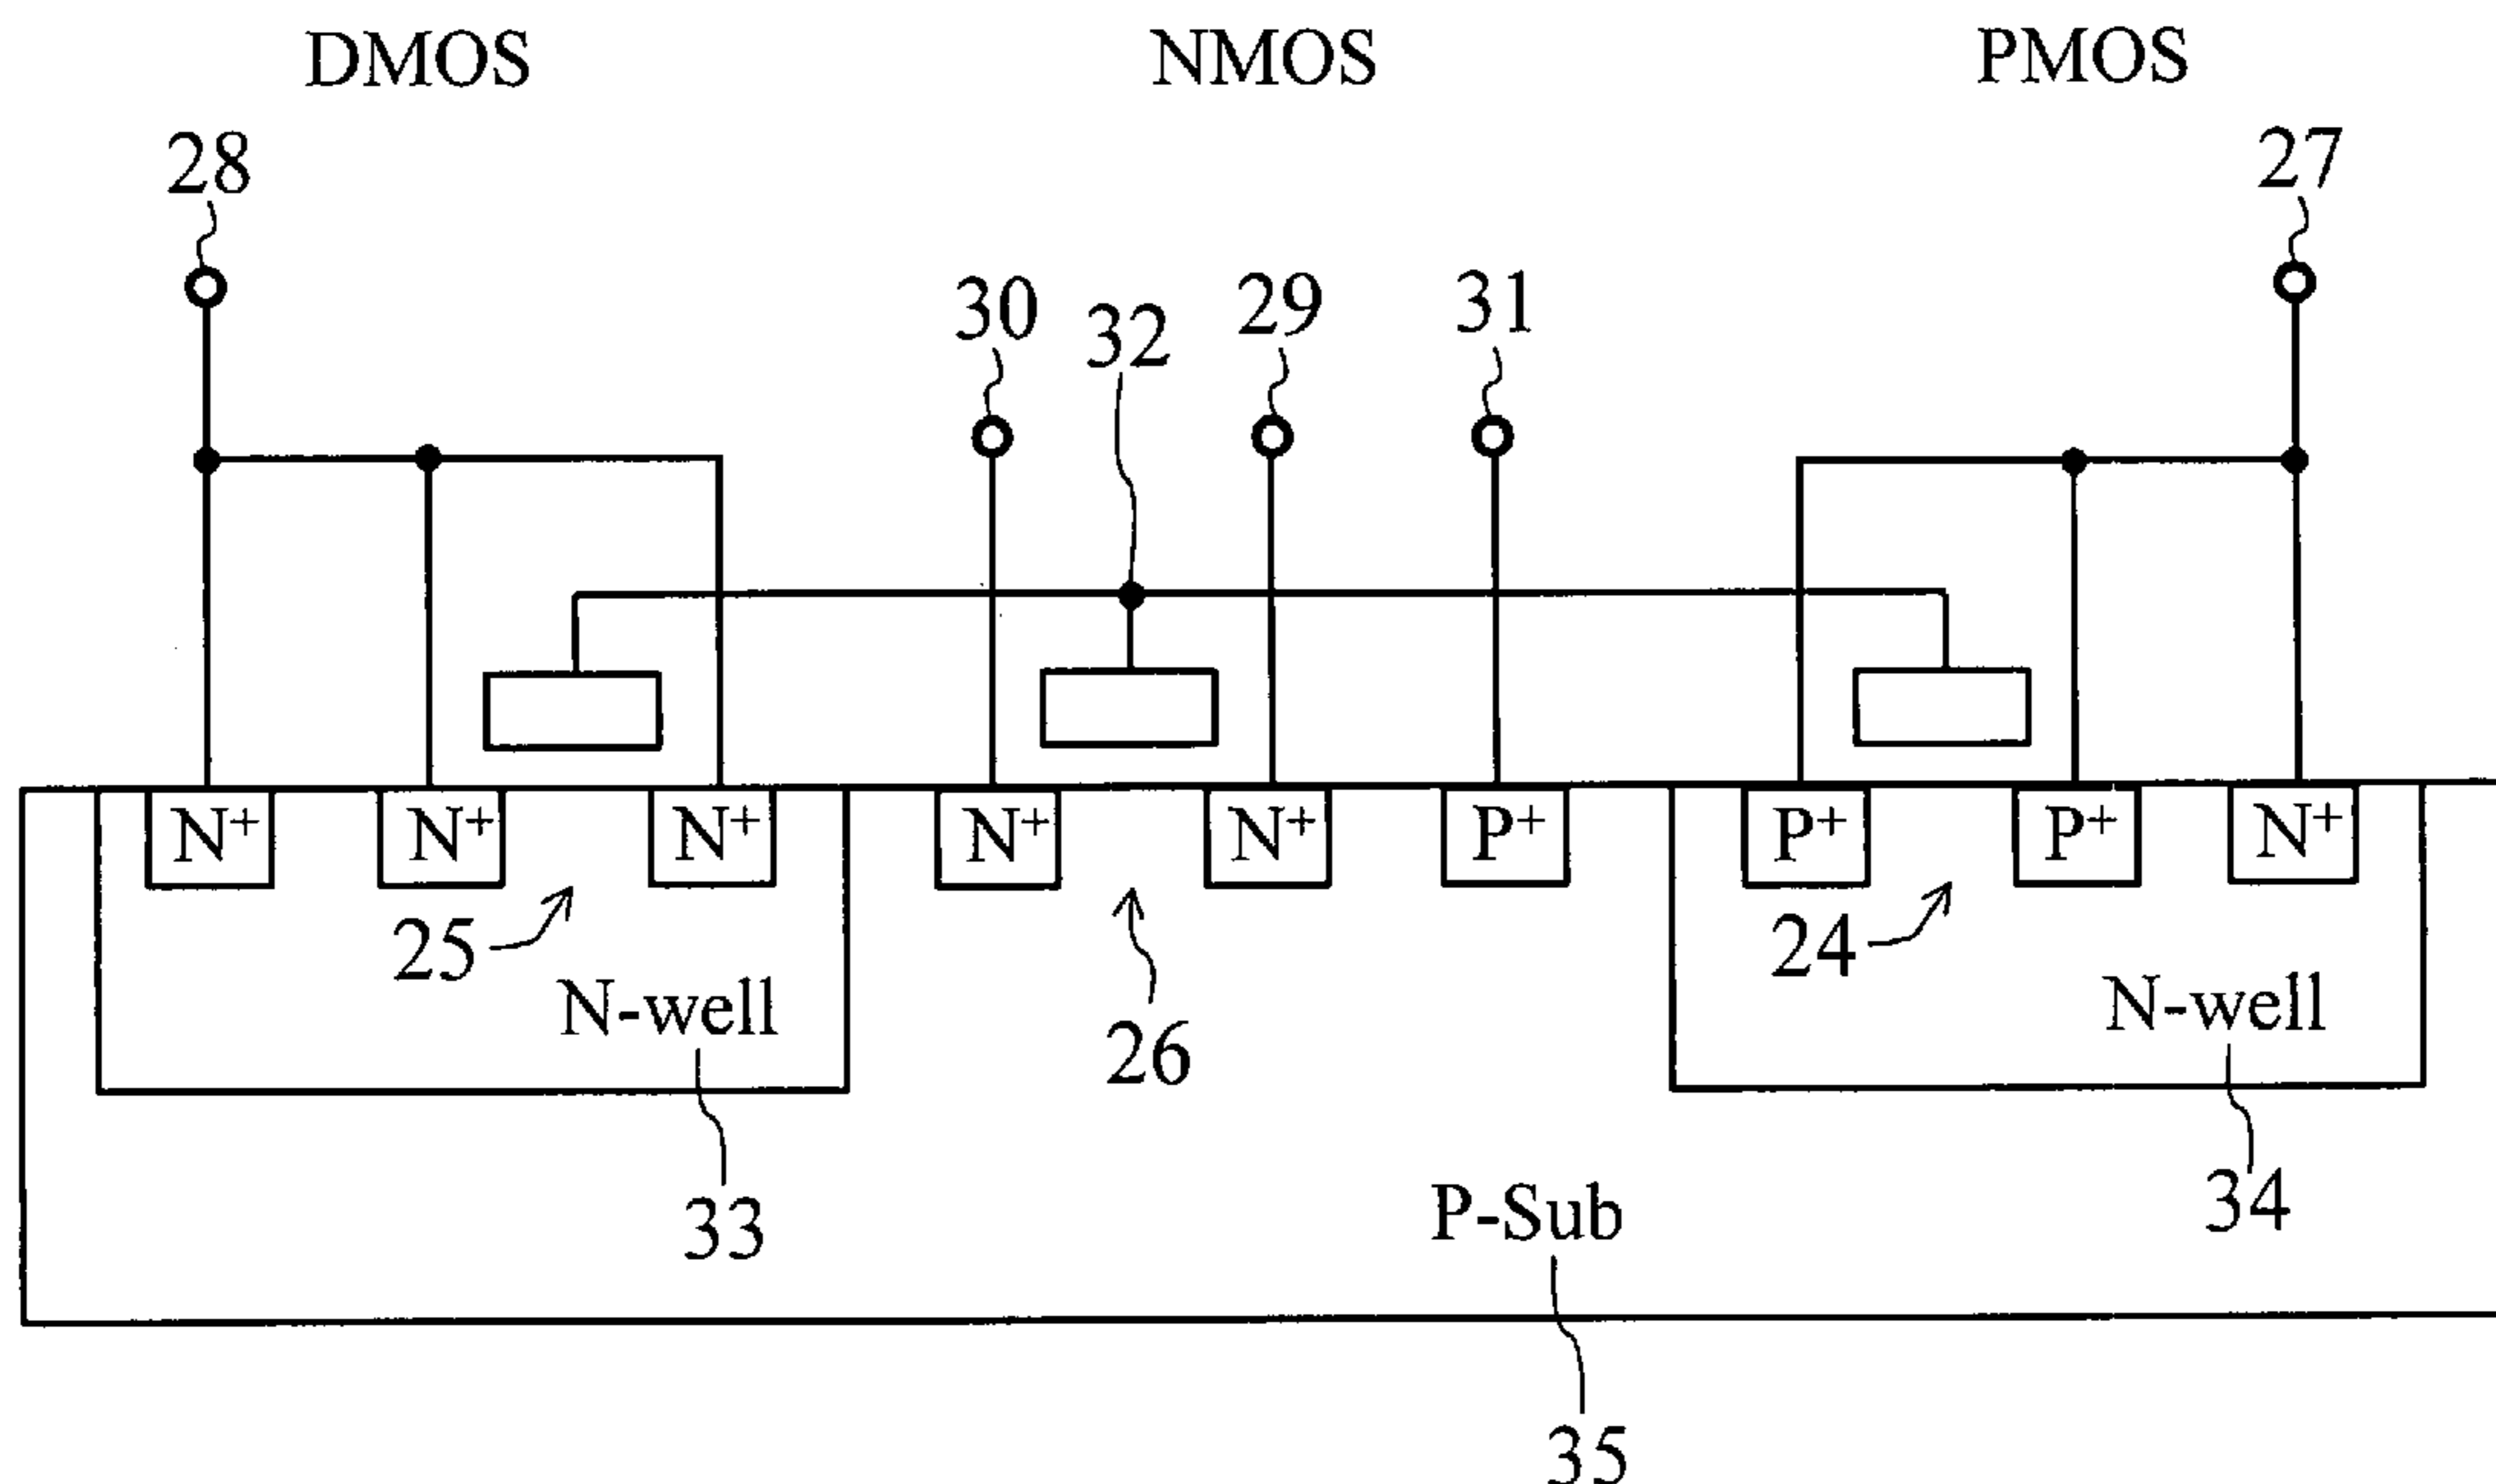 DMOS NMOS PMOS
28 27
30 32 29 31
N+ N+ N+ N+ N+ P+ P+ P+ N+
25 24
N-well N-well
26
33 P-Sub 34
35